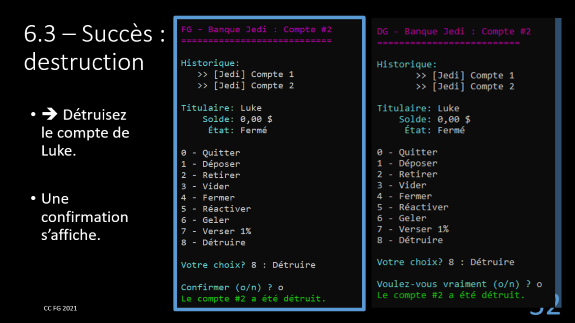 6.3 – Succès :
destruction
• ➔ Détruisez
le compte de
Luke.
• Une
confirmation
s’affiche.
CC FG 2021
FG - Banque Jedi : Compte #2
============================
Historique:
>> [Jedi] Compte 1
>> [Jedi] Compte 2
Titulaire: Luke
Solde: 0,00 $
État: Fermé
0 - Quitter
1 - Déposer
2 - Retirer
3 - Vider
4 - Fermer
5 - Réactiver
6 - Geler
7 - Verser 1%
8 - Détruire
Votre choix? 8 : Détruire
Confirmer (o/n) ? o
Le compte #2 a été détruit.
DG - Banque Jedi : Compte #2
==========================
Historique:
>> [Jedi] Compte 1
>> [Jedi] Compte 2
Titulaire: Luke
Solde: 0,00 $
État: Fermé
0 - Quitter
1 - Déposer
2 - Retirer
3 - Vider
4 - Fermer
5 - Réactiver
6 - Geler
7 - Verser 1%
8 - Détruire
Votre choix? 8 : Détruire
Voulez-vous vraiment (o/n) ? o
Le compte #2 a été détruit.